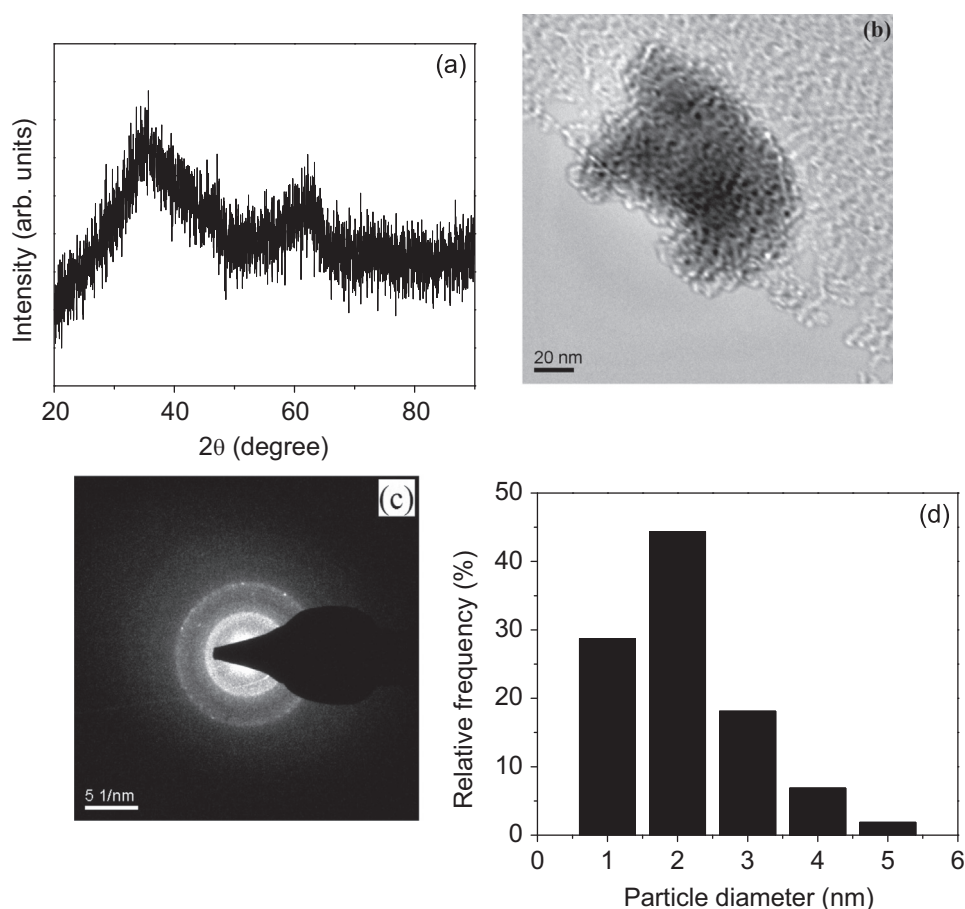 (a)
Intensity (arb. units)
20 40 60 80
2θ (degree)
(b)
20 nm
(c)
5 1/nm
(d)
50
40
30
20
10
0
Relative frequency (%)
0 1 2 3 4 5 6
Particle diameter (nm)